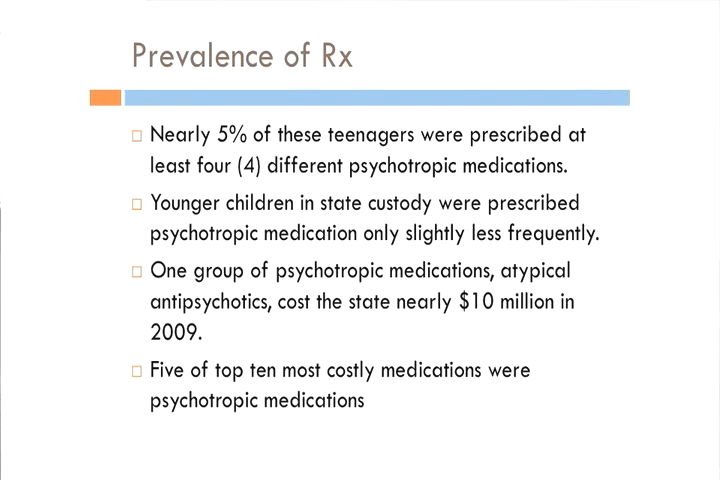 Prevalence of Rx
Nearly 5% of these teenagers were prescribed at
least four (4) different psychotropic medications.
Younger children in state custody were prescribed
psychotropic medication only slightly less frequently.
One group of psychotropic medications, atypical
antipsychotics, cost the state nearly $10 million in
2009.
Five of top ten most costly medications were
psychotropic medications